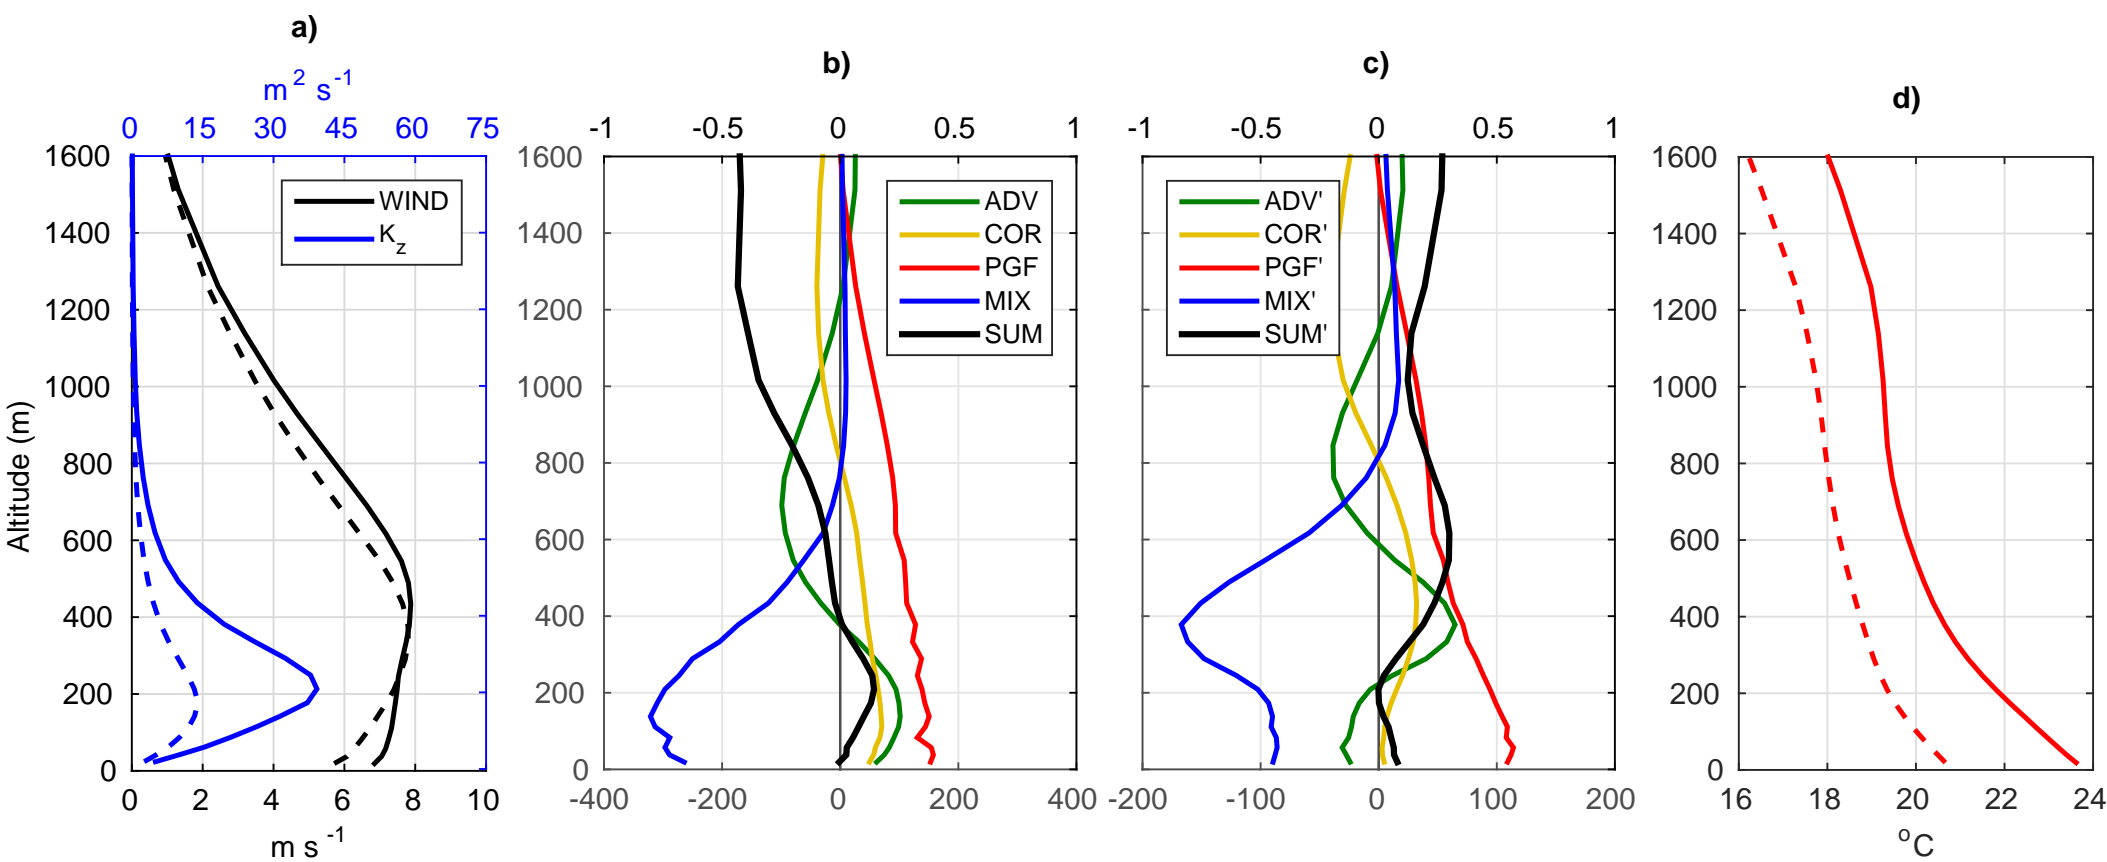 a)
m² s⁻¹
0 15 30 45 60 75
1600
1400
1200
1000
800
600
400
200
0
Altitude (m)
WIND
K_z
0 2 4 6 8 10
m s⁻¹
b)
-1 -0.5 0 0.5 1
1600
1400
1200
1000
800
600
400
200
0
ADV
COR
PGF
MIX
SUM
-400 -200 0 200 400
c)
-1 -0.5 0 0.5 1
ADV'
COR'
PGF'
MIX'
SUM'
-200 -100 0 100 200
d)
1600
1400
1200
1000
800
600
400
200
0
16 18 20 22 24
°C